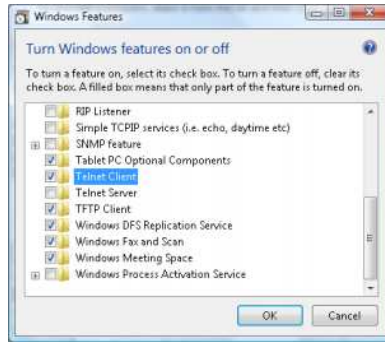 Windows Features
Turn Windows features on or off
To turn a feature on, select its check box. To turn a feature off, clear its
check box. A filled box means that only part of the feature is turned on.
RIP Listener
Simple TCPIP services (i.e. echo, daytime etc)
SNMP feature
Tablet PC Optional Components
Telnet Client
Telnet Server
TFTP Client
Windows DFS Replication Service
Windows Fax and Scan
Windows Meeting Space
Windows Process Activation Service
OK Cancel